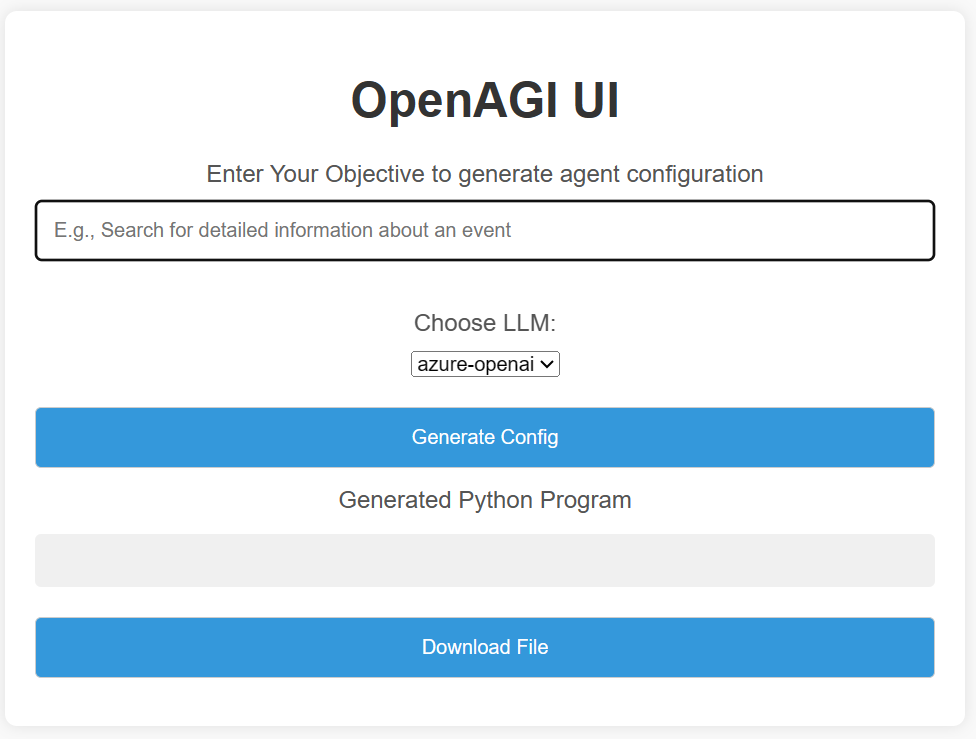 OpenAGI UI
Enter Your Objective to generate agent configuration
E.g., Search for detailed information about an event
Choose LLM:
azure-openai
Generate Config
Generated Python Program
Download File